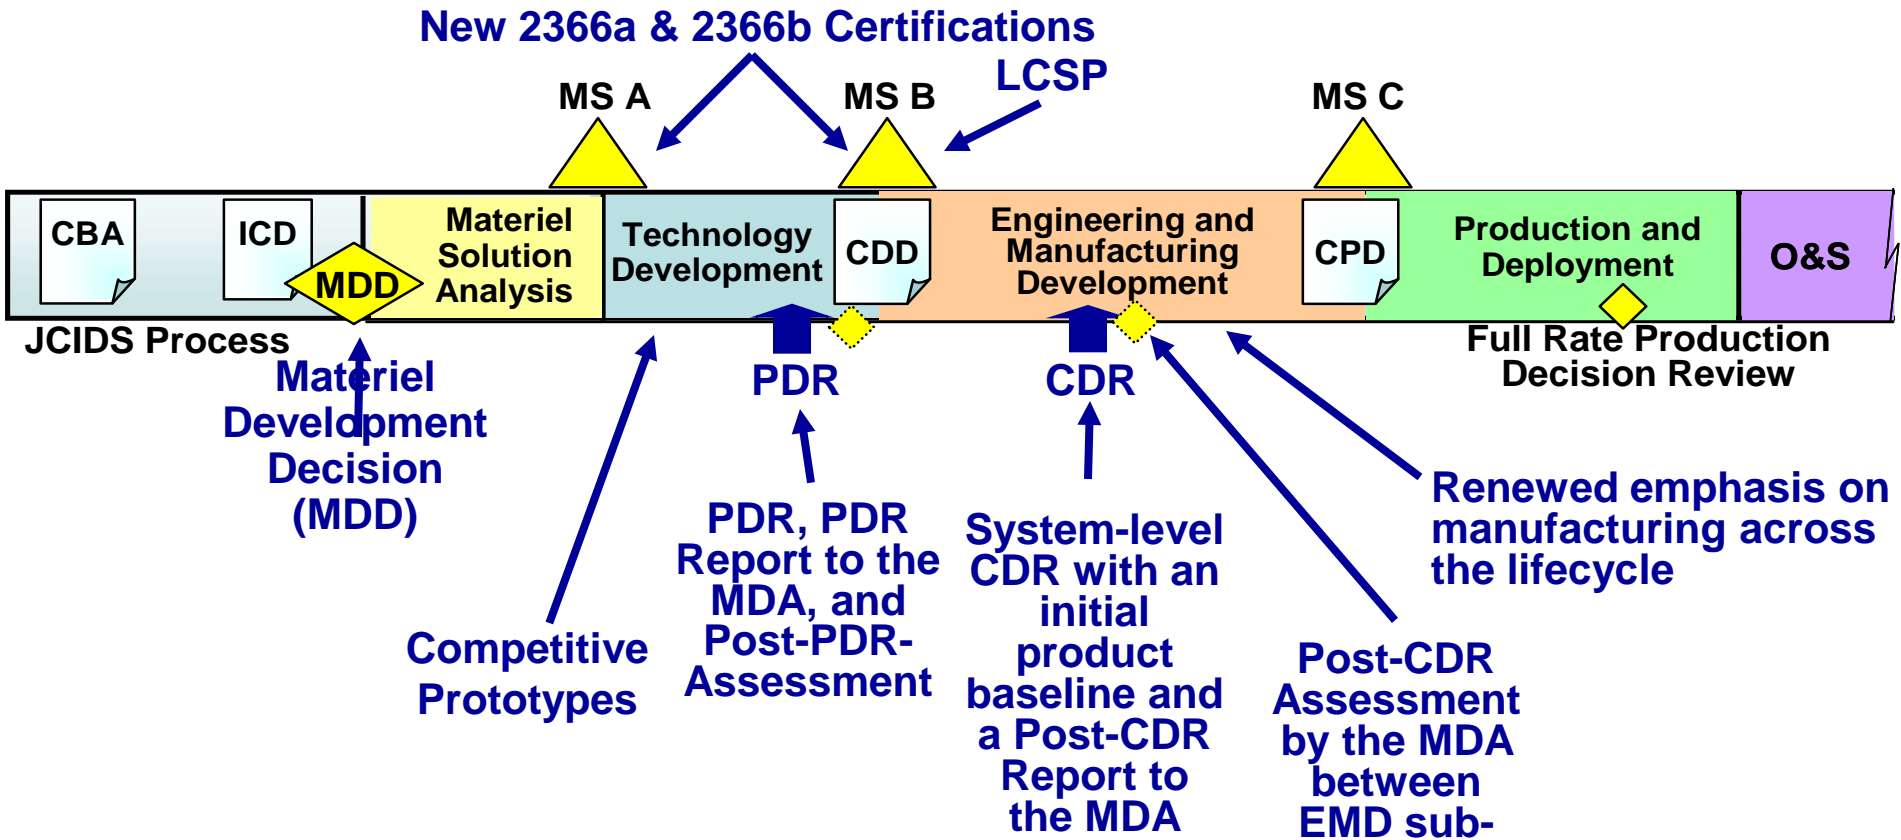 New 2366a & 2366b Certifications
LCSP
MS A
MS B
MS C
CBA
ICD
MDD
Materiel
Solution
Analysis
Technology
Development
CDD
Engineering and
Manufacturing
Development
CPD
Production and
Deployment
O&S
JCIDS Process
Full Rate Production
Decision Review
Materiel
Development
Decision
(MDD)
PDR
CDR
Competitive
Prototypes
PDR, PDR
Report to the
MDA, and
Post-PDR-
Assessment
System-level
CDR with an
initial
product
baseline and
a Post-CDR
Report to
the MDA
Post-CDR
Assessment
by the MDA
between
EMD sub-
Renewed emphasis on
manufacturing across
the lifecycle